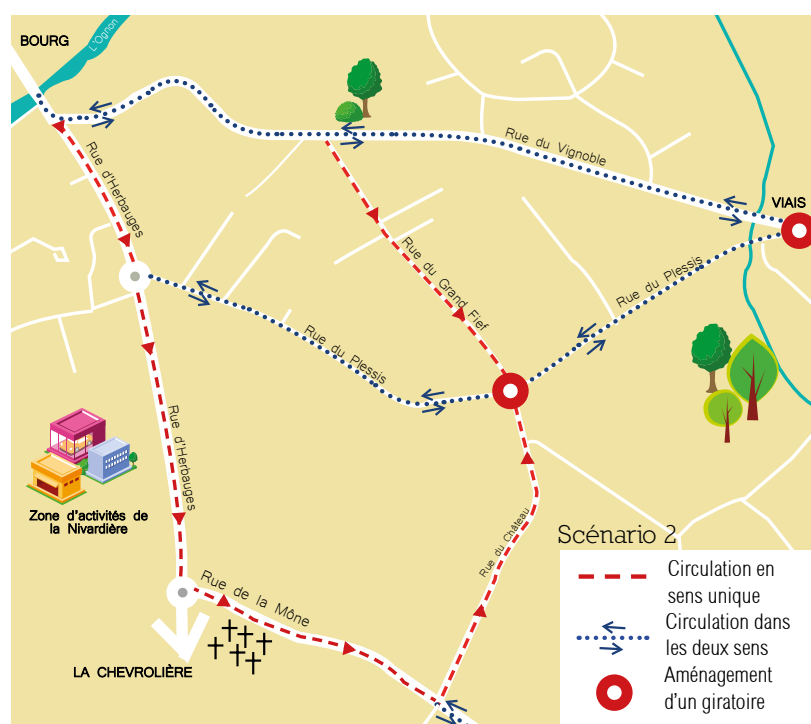 BOURG
L'Ognon
Rue d'Herbauges
Rue du Vignoble
VIAIS
Rue du Grand Fief
Rue du Plessis
Rue du Plessis
Rue d'Herbauges
Zone d'activités de
la Nivardière
Rue du Château
Rue de la Mône
LA CHEVROLIÈRE
Scénario 2
Circulation en
sens unique
Circulation dans
les deux sens
Aménagement
d'un giratoire